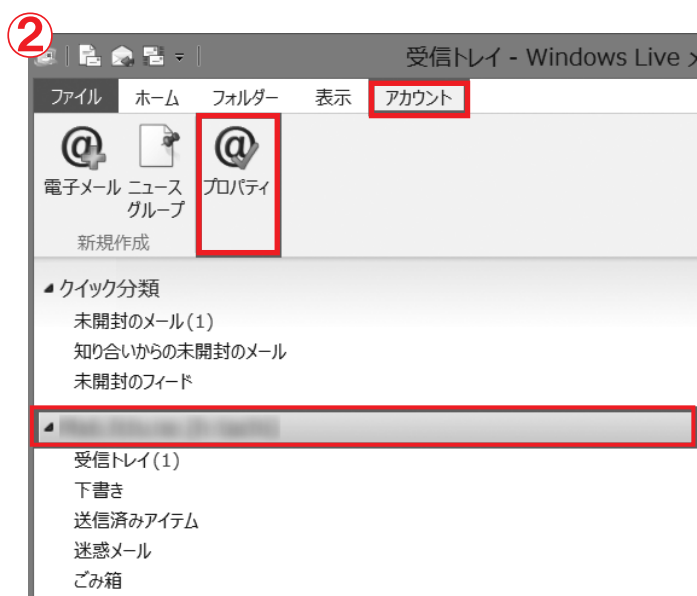 ②
受信トレイ - Windows Live メ
ファイル ホーム フォルダー 表示 アカウント
電子メール ニュース グループ プロパティ
新規作成
クイック分類
未開封のメール(1)
知り合いからの未開封のメール
未開封のフィード
受信トレイ(1)
下書き
送信済みアイテム
迷惑メール
ごみ箱